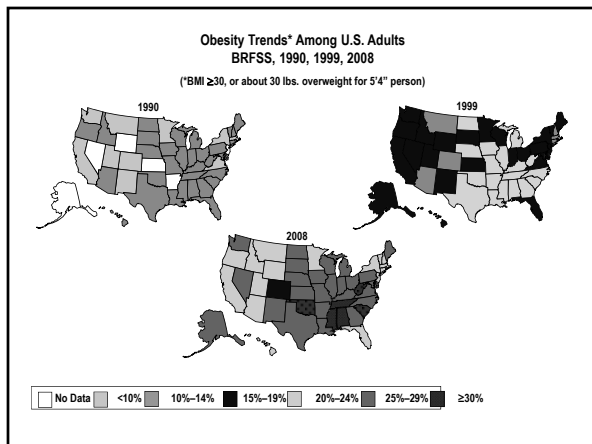 Obesity Trends* Among U.S. Adults
BRFSS, 1990, 1999, 2008
(*BMI ≥30, or about 30 lbs. overweight for 5’4” person)
1990
1999
2008
No Data <10% 10%–14% 15%–19% 20%–24% 25%–29% ≥30%